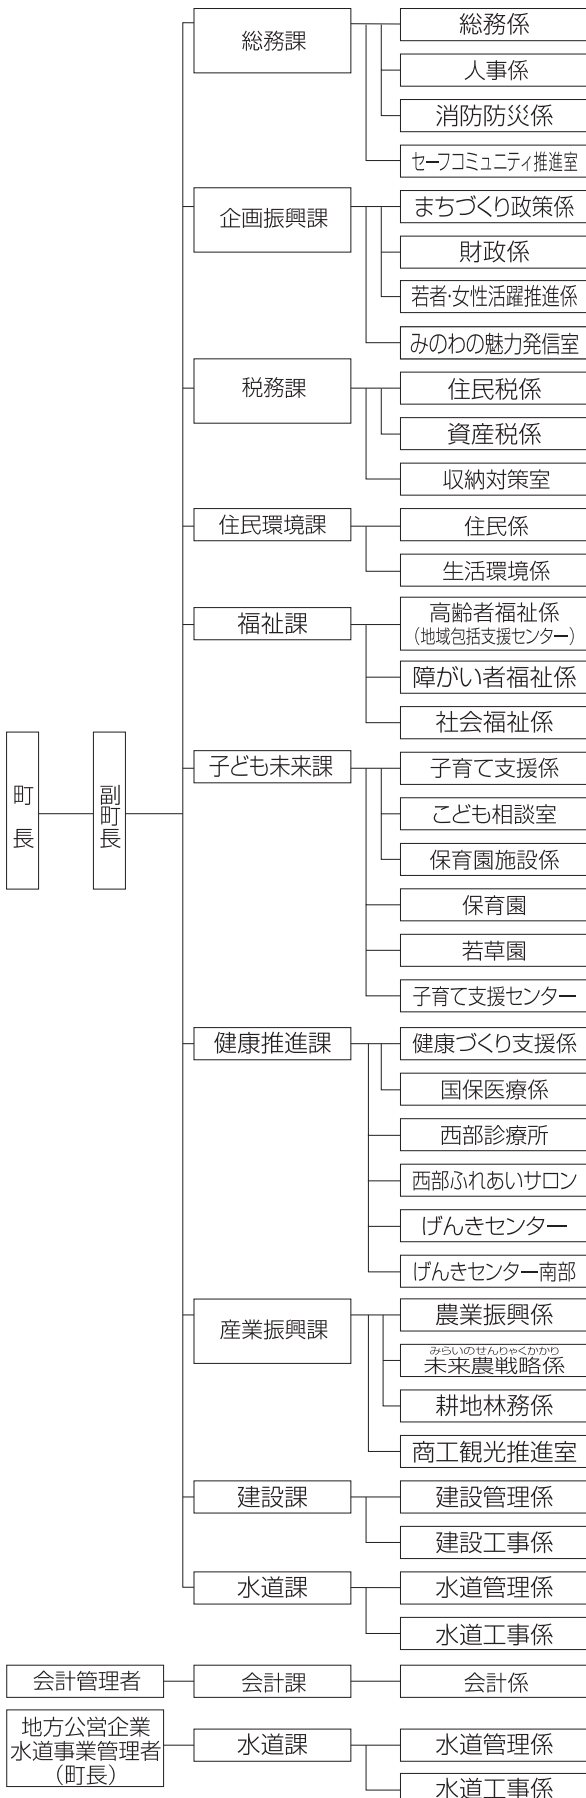 総務課
総務係
人事係
消防防災係
セーフコミュニティ推進室
企画振興課
まちづくり政策係
財政係
若者・女性活躍推進係
みのわの魅力発信室
税務課
住民税係
資産税係
収納対策室
住民環境課
住民係
生活環境係
福祉課
高齢者福祉係
（地域包括支援センター）
障がい者福祉係
社会福祉係
町長
副町長
子ども未来課
子育て支援係
こども相談室
保育園施設係
保育園
若草園
子育て支援センター
健康推進課
健康づくり支援係
国保医療係
西部診療所
西部ふれあいサロン
げんきセンター
げんきセンター南部
産業振興課
農業振興係
みらいのせんりゃくかかり
未来農戦略係
耕地林務係
商工観光推進室
建設課
建設管理係
建設工事係
水道課
水道管理係
水道工事係
会計管理者
会計課
会計係
地方公営企業
水道事業管理者
（町長）
水道課
水道管理係
水道工事係